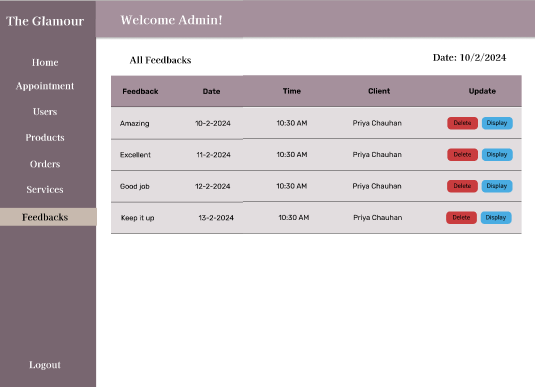 The Glamour
Welcome Admin!
Home
Appointment
Users
Products
Orders
Services
Feedbacks
Logout
All Feedbacks
Date: 10/2/2024
Feedback Date Time Client Update
Amazing 10-2-2024 10:30 AM Priya Chauhan Delete Display
Excellent 11-2-2024 10:30 AM Priya Chauhan Delete Display
Good job 12-2-2024 10:30 AM Priya Chauhan Delete Display
Keep it up 13-2-2024 10:30 AM Priya Chauhan Delete Display